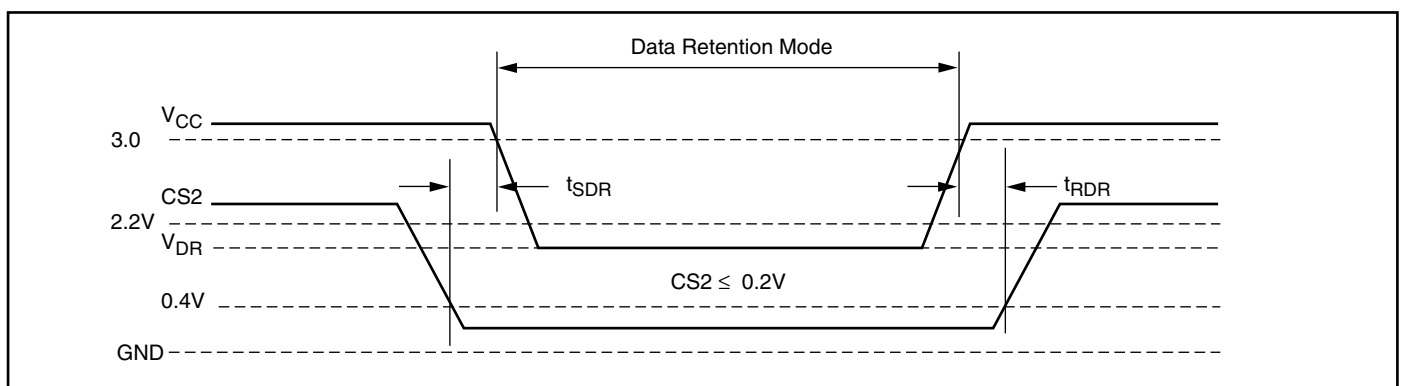 Data Retention Mode
VCC
3.0
tSDR
tRDR
CS2
2.2V
VDR
CS2 ≤ 0.2V
0.4V
GND